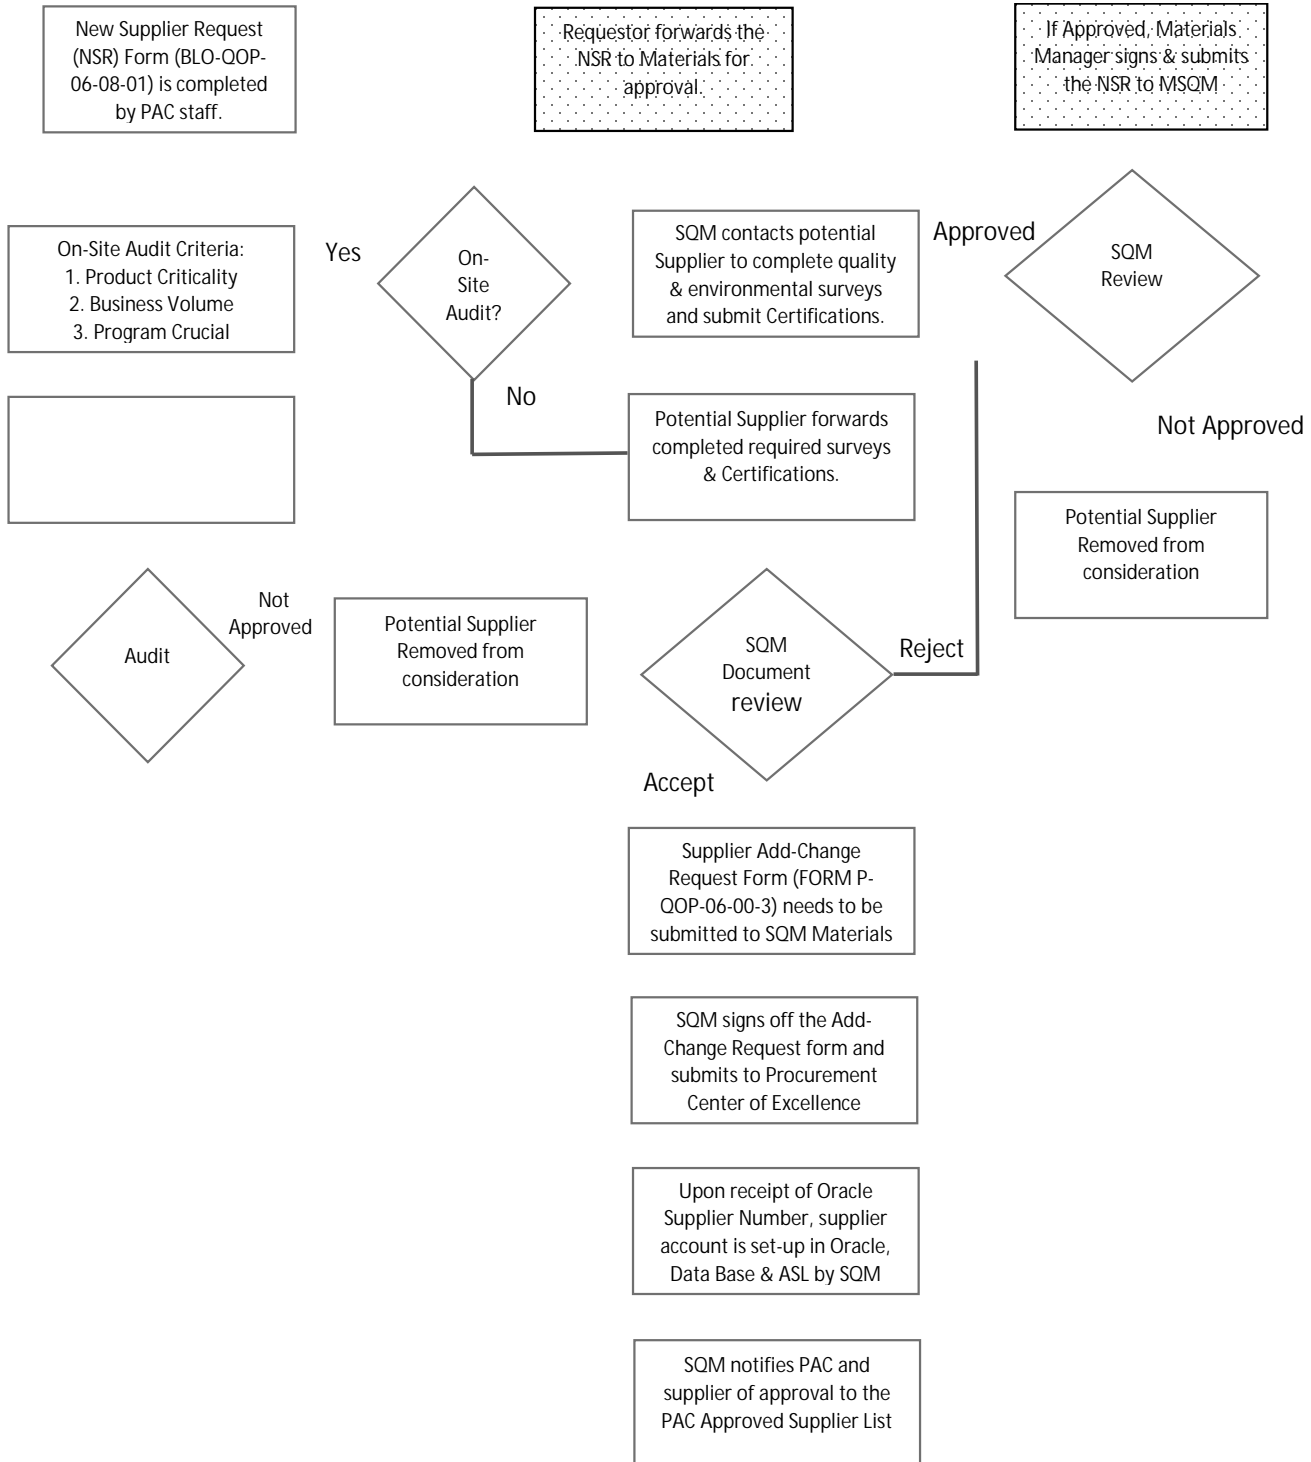 New Supplier Request
(NSR) Form (BLO-QOP-
06-08-01) is completed
by PAC staff.
Requestor forwards the
NSR to Materials for
approval.
If Approved, Materials
Manager signs & submits
the NSR to MSQM
On-Site Audit Criteria:
1. Product Criticality
2. Business Volume
3. Program Crucial
Yes
On-
Site
Audit?
No
SQM contacts potential
Supplier to complete quality
& environmental surveys
and submit Certifications.
Approved
SQM
Review
Not Approved
Potential Supplier forwards
completed required surveys
& Certifications.
Potential Supplier
Removed from
consideration
Audit
Not
Approved
Potential Supplier
Removed from
consideration
SQM
Document
review
Reject
Accept
Supplier Add-Change
Request Form (FORM P-
QOP-06-00-3) needs to be
submitted to SQM Materials
SQM signs off the Add-
Change Request form and
submits to Procurement
Center of Excellence
Upon receipt of Oracle
Supplier Number, supplier
account is set-up in Oracle,
Data Base & ASL by SQM
SQM notifies PAC and
supplier of approval to the
PAC Approved Supplier List